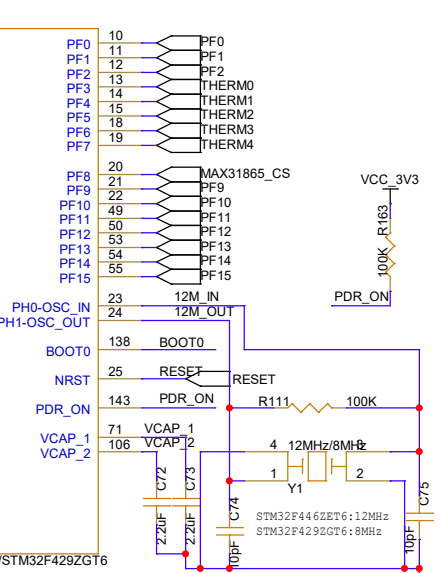 PF0 10 PF0
PF1 11 PF1
PF2 12 PF2
PF3 13 THERM0
PF4 14 THERM1
PF5 15 THERM2
PF6 18 THERM3
PF7 19 THERM4
PF8 20 MAX31865_CS
PF9 21 PF9
PF10 22 PF10
PF11 49 PF11
PF12 50 PF12
PF13 53 PF13
PF14 54 PF14
PF15 55 PF15
VCC_3V3
R163
100K
PDR_ON
PH0-OSC_IN 23 12M_IN
PH1-OSC_OUT 24 12M_OUT
BOOT0 138 BOOT0
NRST 25 RESET RESET
PDR_ON 143 PDR_ON
R111 100K
VCAP_1 71 VCAP_1
VCAP_2 106 VCAP_2
4 12MHz/8MHz
1 Y1 2
C72
2.2uF
C73
2.2uF
C74
C75
10pF
STM32F446ZET6:12MHz
STM32F429ZGT6:8MHz
/STM32F429ZGT6